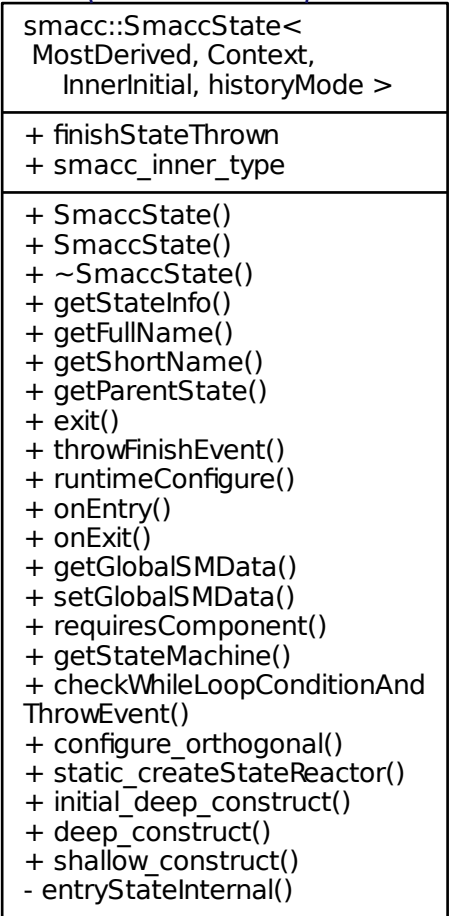 smacc::SmaccState<
MostDerived, Context,
InnerInitial, historyMode >
+ finishStateThrown
+ smacc_inner_type
+ SmaccState()
+ SmaccState()
+ ~SmaccState()
+ getStateInfo()
+ getFullName()
+ getShortName()
+ getParentState()
+ exit()
+ throwFinishEvent()
+ runtimeConfigure()
+ onEntry()
+ onExit()
+ getGlobalSMData()
+ setGlobalSMData()
+ requiresComponent()
+ getStateMachine()
+ checkWhileLoopConditionAnd
ThrowEvent()
+ configure_orthogonal()
+ static_createStateReactor()
+ initial_deep_construct()
+ deep_construct()
+ shallow_construct()
- entryStateInternal()